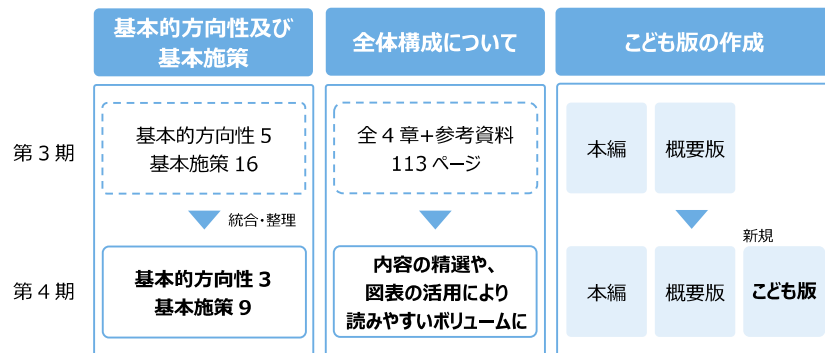 基本的方向性及び
基本施策
全体構成について
こども版の作成
第3期
基本的方向性5
基本施策16
全4章+参考資料
113ページ
本編
概要版
統合・整理
新規
第4期
基本的方向性3
基本施策9
内容の精選や、
図表の活用により
読みやすいボリュームに
本編
概要版
こども版